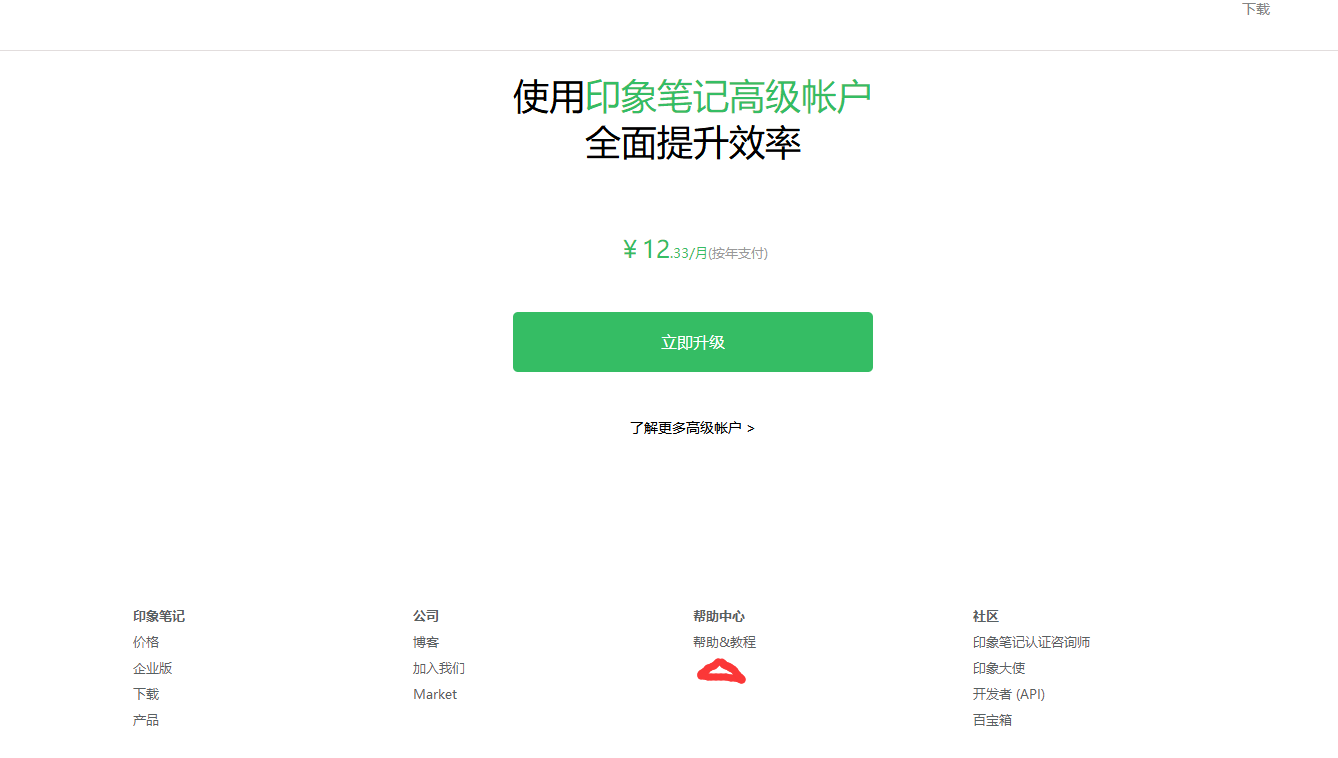 下载
使用印象笔记高级帐户
全面提升效率
¥12.33/月(按年支付)
立即升级
了解更多高级帐户 >
印象笔记
价格
企业版
下载
产品
公司
博客
加入我们
Market
帮助中心
帮助&教程
社区
印象笔记认证咨询师
印象大使
开发者 (API)
百宝箱